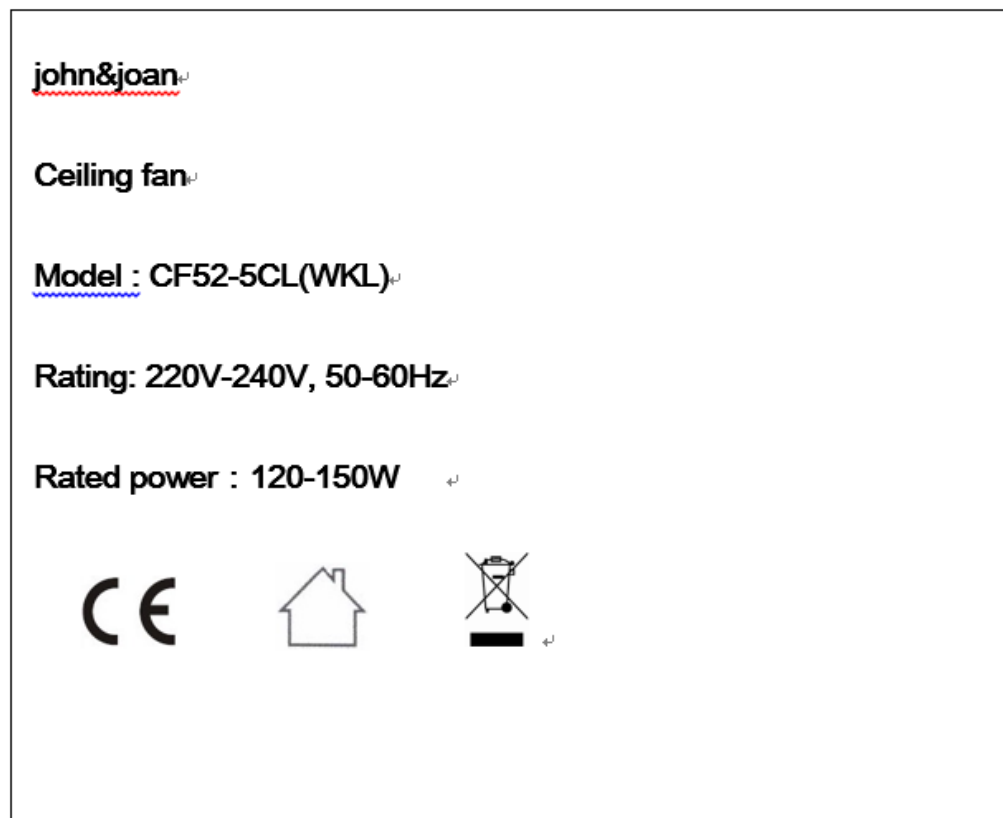 john&joan
Ceiling fan
Model : CF52-5CL(WKL)
Rating: 220V-240V, 50-60Hz
Rated power : 120-150W
CE